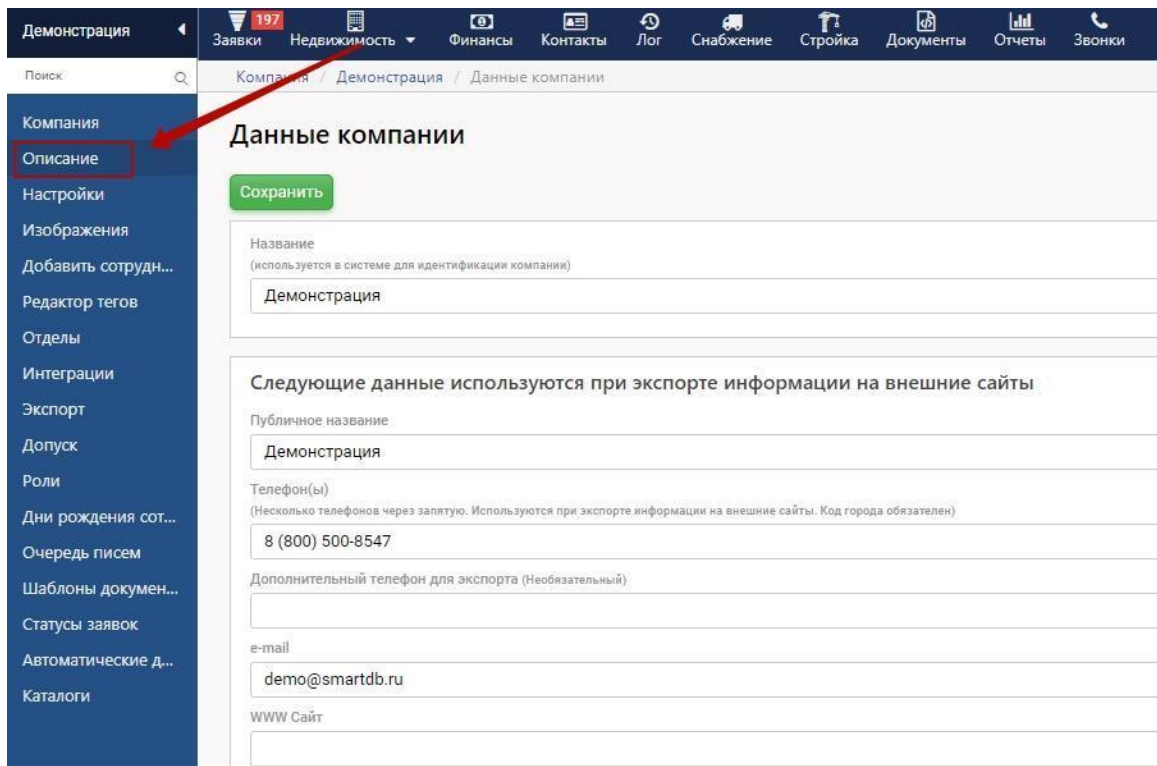 Демонстрация
197
Заявки Недвижимость Финансы Контакты Лог Снабжение Стройка Документы Отчеты Звонки
Поиск
Компания / Демонстрация / Данные компании
Компания
Описание
Настройки
Изображения
Добавить сотрудн...
Редактор тегов
Отделы
Интеграции
Экспорт
Допуск
Роли
Дни рождения сот...
Очередь писем
Шаблоны докумен...
Статусы заявок
Автоматические д...
Каталоги
Данные компании
Сохранить
Название
(используется в системе для идентификации компании)
Демонстрация
Следующие данные используются при экспорте информации на внешние сайты
Публичное название
Демонстрация
Телефон(ы)
(Несколько телефонов через запятую. Используются при экспорте информации на внешние сайты. Код города обязателен)
8 (800) 500-8547
Дополнительный телефон для экспорта (Необязательный)
e-mail
demo@smartdb.ru
WWW Сайт